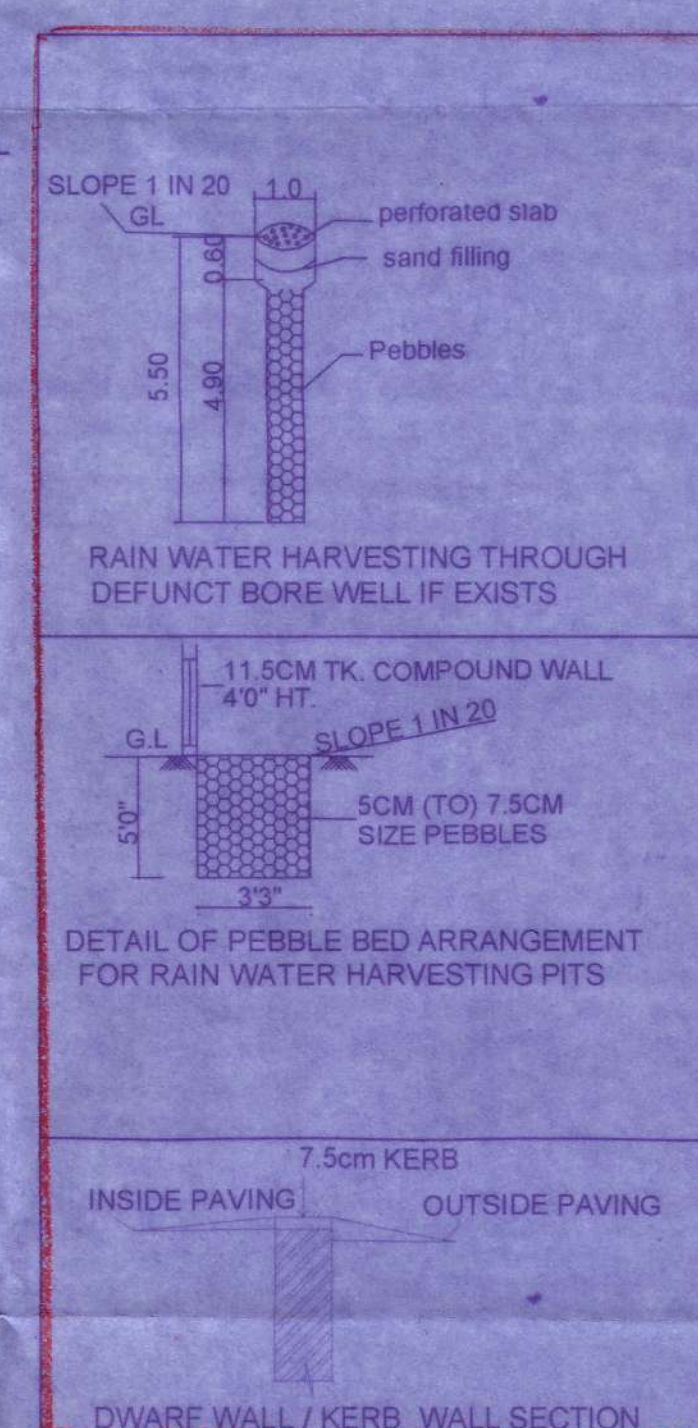 SLOPE 1 IN 20
1.0
GL
perforated slab
0.60
sand filling
Pebbles
5.50
4.90
RAIN WATER HARVESTING THROUGH
DEFUNCT BORE WELL IF EXISTS
11.5CM TK. COMPOUND WALL
4'0" HT.
G.L
SLOPE 1 IN 20
5'0"
5CM (TO) 7.5CM
SIZE PEBBLES
3'3"
DETAIL OF PEBBLE BED ARRANGEMENT
FOR RAIN WATER HARVESTING PITS
7.5cm KERB
INSIDE PAVING
OUTSIDE PAVING
DWARF WALL / KERB WALL SECTION